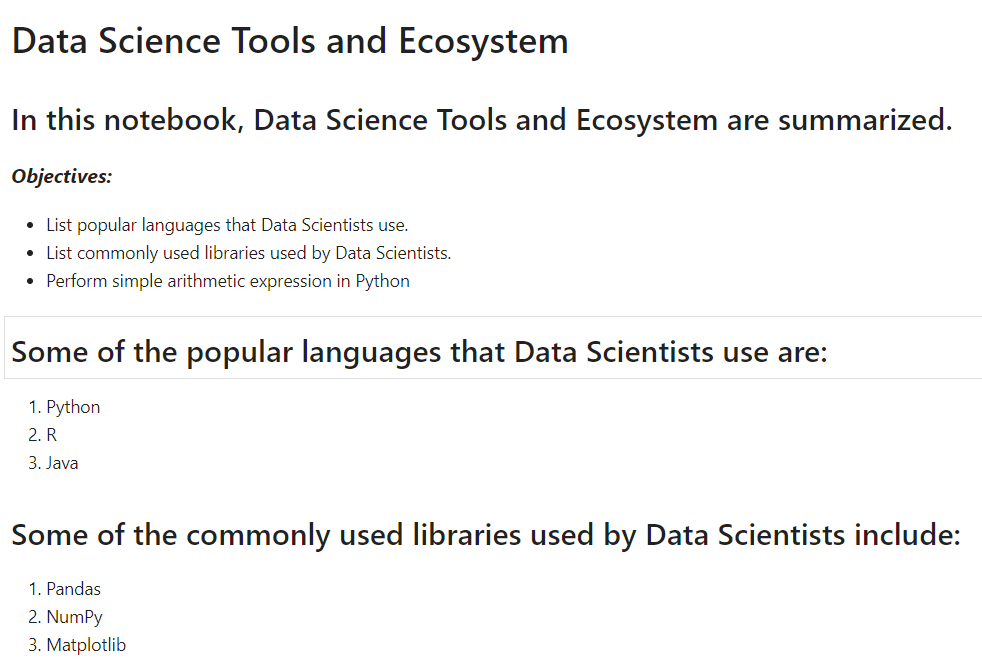 Data Science Tools and Ecosystem
In this notebook, Data Science Tools and Ecosystem are summarized.
Objectives:
• List popular languages that Data Scientists use.
• List commonly used libraries used by Data Scientists.
• Perform simple arithmetic expression in Python
Some of the popular languages that Data Scientists use are:
1. Python
2. R
3. Java
Some of the commonly used libraries used by Data Scientists include:
1. Pandas
2. NumPy
3. Matplotlib